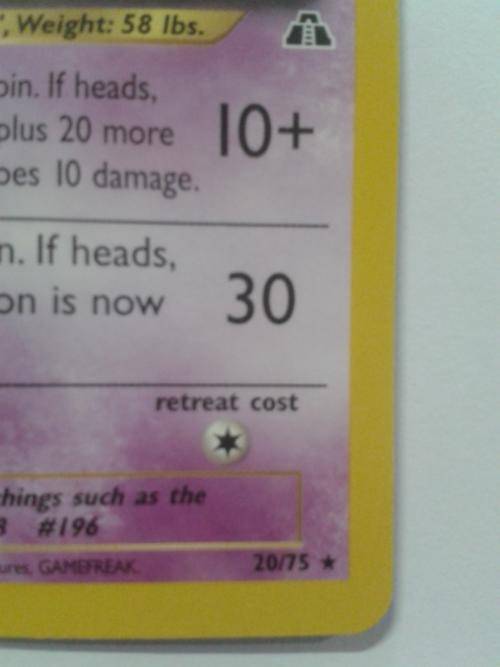 ", Weight: 58 lbs.
oin. If heads,
plus 20 more
oes 10 damage.
10+
n. If heads,
on is now
30
retreat cost
things such as the
#196
ures, GAMEFREAK.
20/75 ★